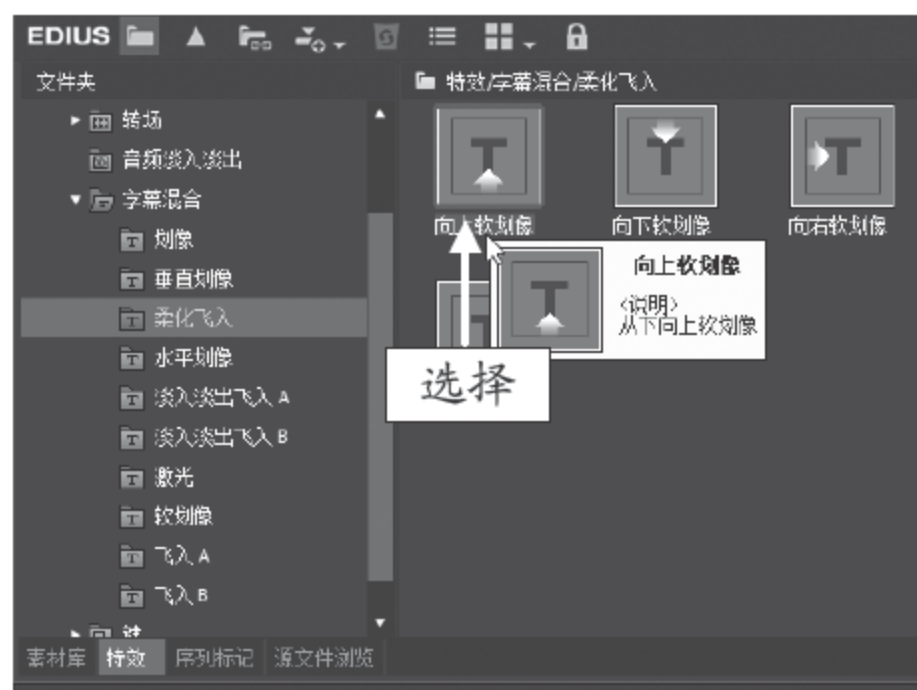 EDIUS
文件夹
特效/字幕混合/柔化飞入
转场
音频淡入淡出
字幕混合
划像
垂直划像
柔化飞入
水平划像
淡入淡出飞入 A
淡入淡出飞入 B
激光
软划像
飞入 A
飞入 B
向上软划像 向下软划像 向右软划像
向上软划像
<说明>
从下向上软划像
选择
素材库 特效 序列标记 源文件浏览